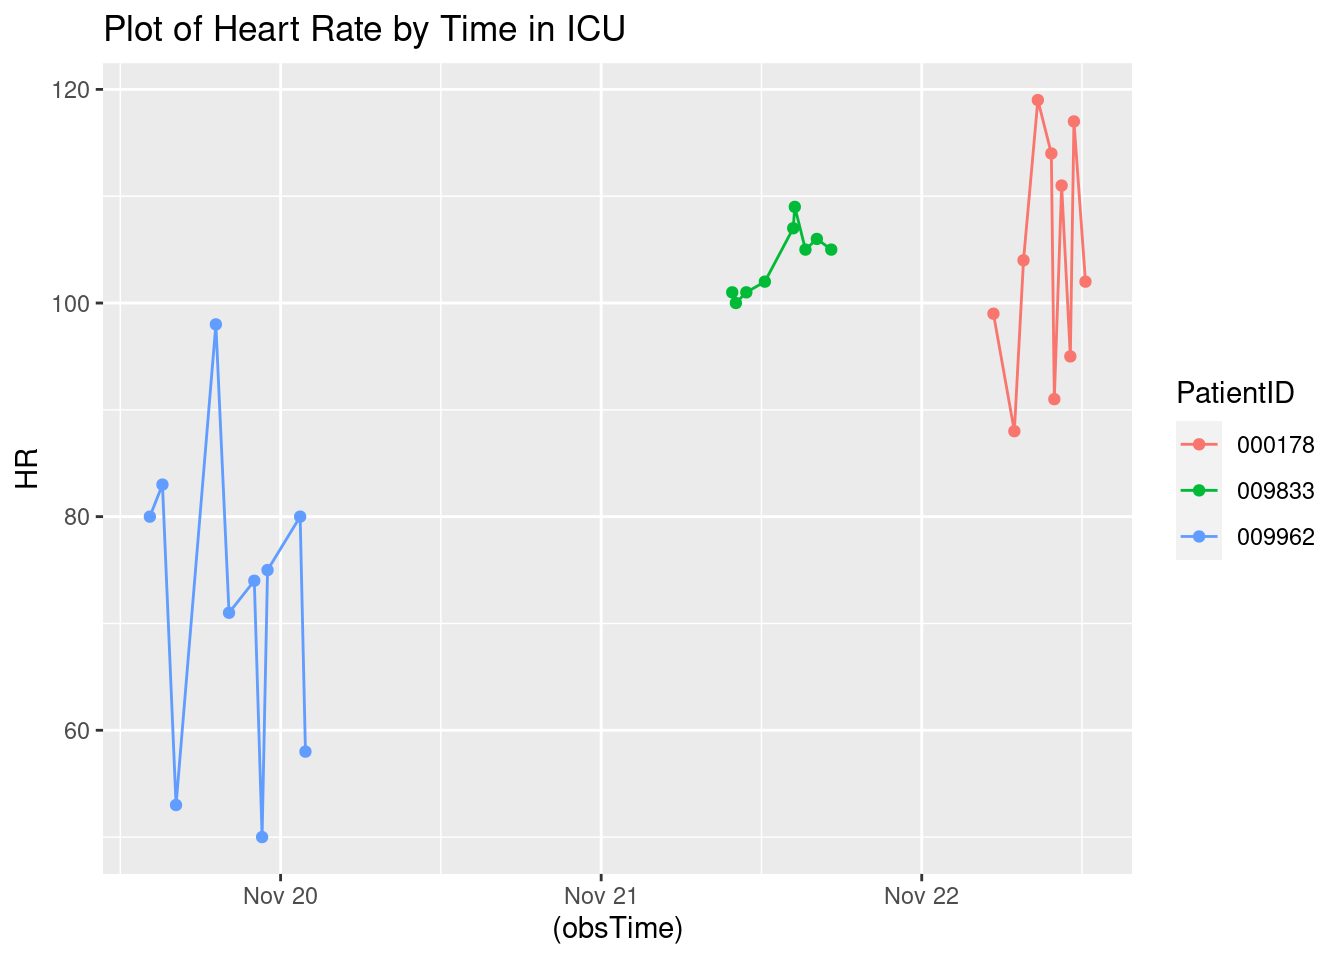 Plot of Heart Rate by Time in ICU
120
100
80
60
HR
Nov 20
Nov 21
Nov 22
(obsTime)
PatientID
000178
009833
009962